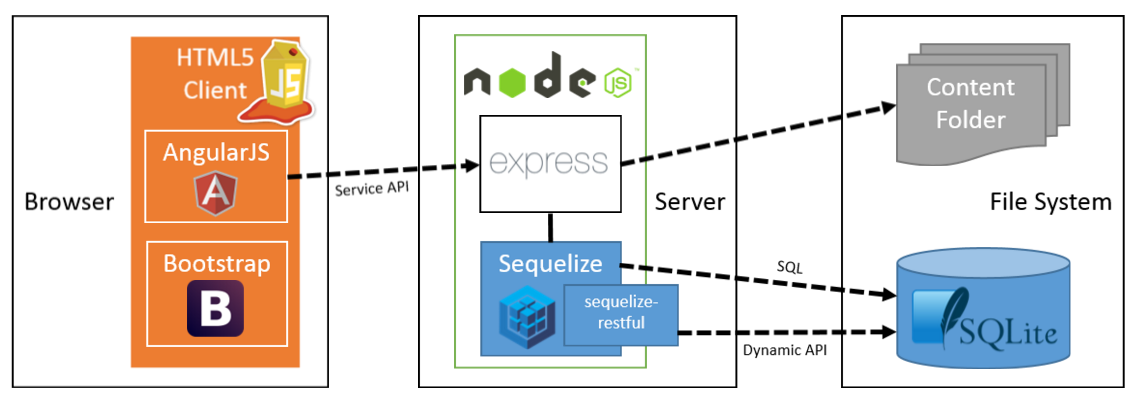 Browser
HTML5
Client
JS
AngularJS
A
Bootstrap
B
Service API
node
JS
™
express
Server
Sequelize
sequelize-
restful
SQL
Dynamic API
Content
Folder
File System
SQLite